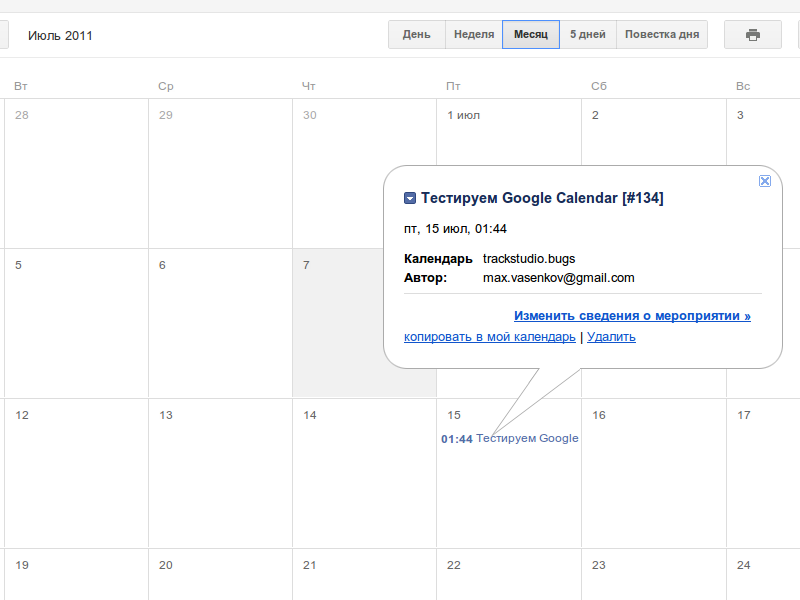 Июль 2011
День Неделя Месяц 5 дней Повестка дня
Вт Ср Чт Пт Сб Вс
28 29 30 1 июл 2 3
Тестируем Google Calendar [#134]
пт, 15 июл, 01:44
Календарь trackstudio.bugs
Автор: max.vasenkov@gmail.com
Изменить сведения о мероприятии »
копировать в мой календарь | Удалить
5 6 7
12 13 14 15 16 17
01:44 Тестируем Google
19 20 21 22 23 24